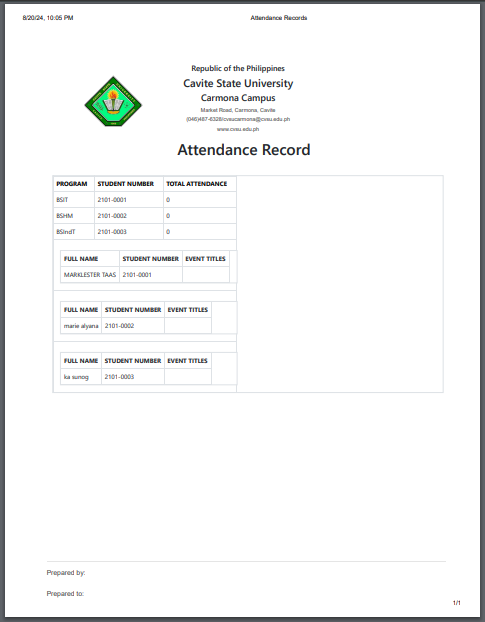 8/20/24, 10:05 PM Attendance Records
Republic of the Philippines
Cavite State University
Carmona Campus
Market Road, Carmona, Cavite
(046)487-6328/cvsucarmona@cvsu.edu.ph
www.cvsu.edu.ph
Attendance Record
PROGRAM STUDENT NUMBER TOTAL ATTENDANCE
BSIT 2101-0001 0
BSHM 2101-0002 0
BSIndT 2101-0003 0
FULL NAME STUDENT NUMBER EVENT TITLES
MARKLESTER TAAS 2101-0001
FULL NAME STUDENT NUMBER EVENT TITLES
marie alyana 2101-0002
FULL NAME STUDENT NUMBER EVENT TITLES
ka sunog 2101-0003
Prepared by:
Prepared to:
1/1